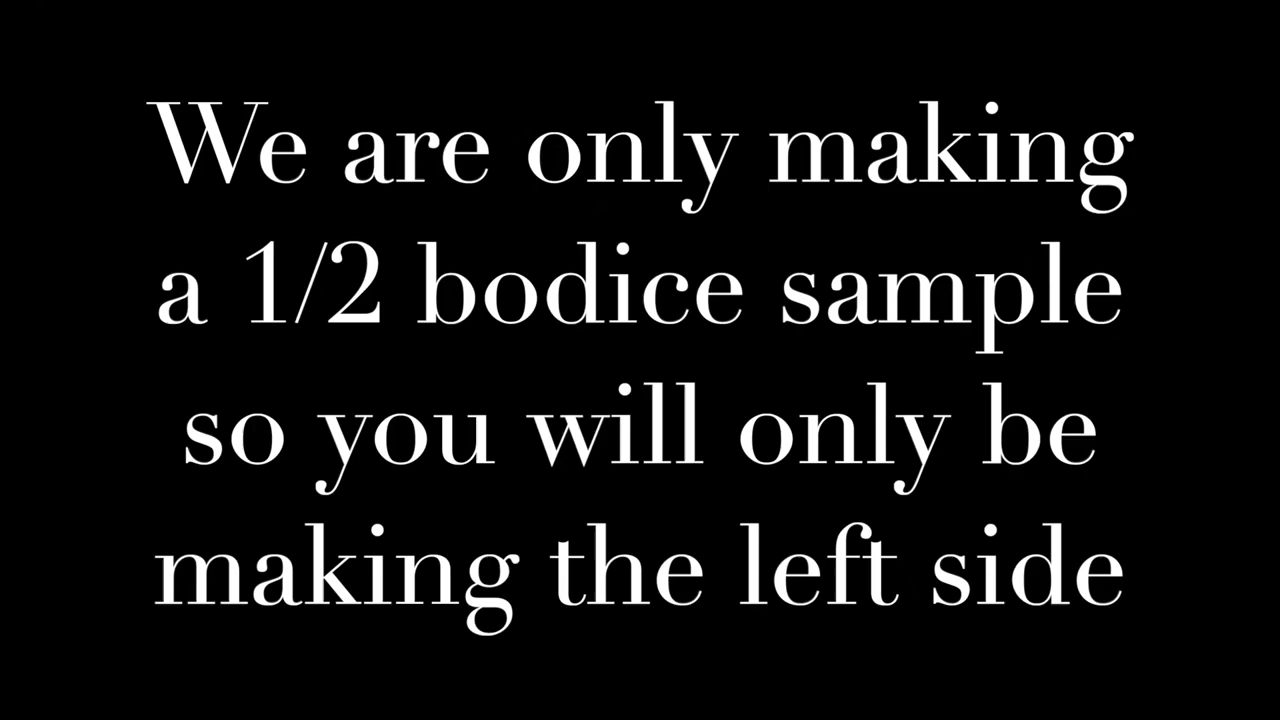 We are only making
a 1/2 bodice sample
so you will only be
making the left side